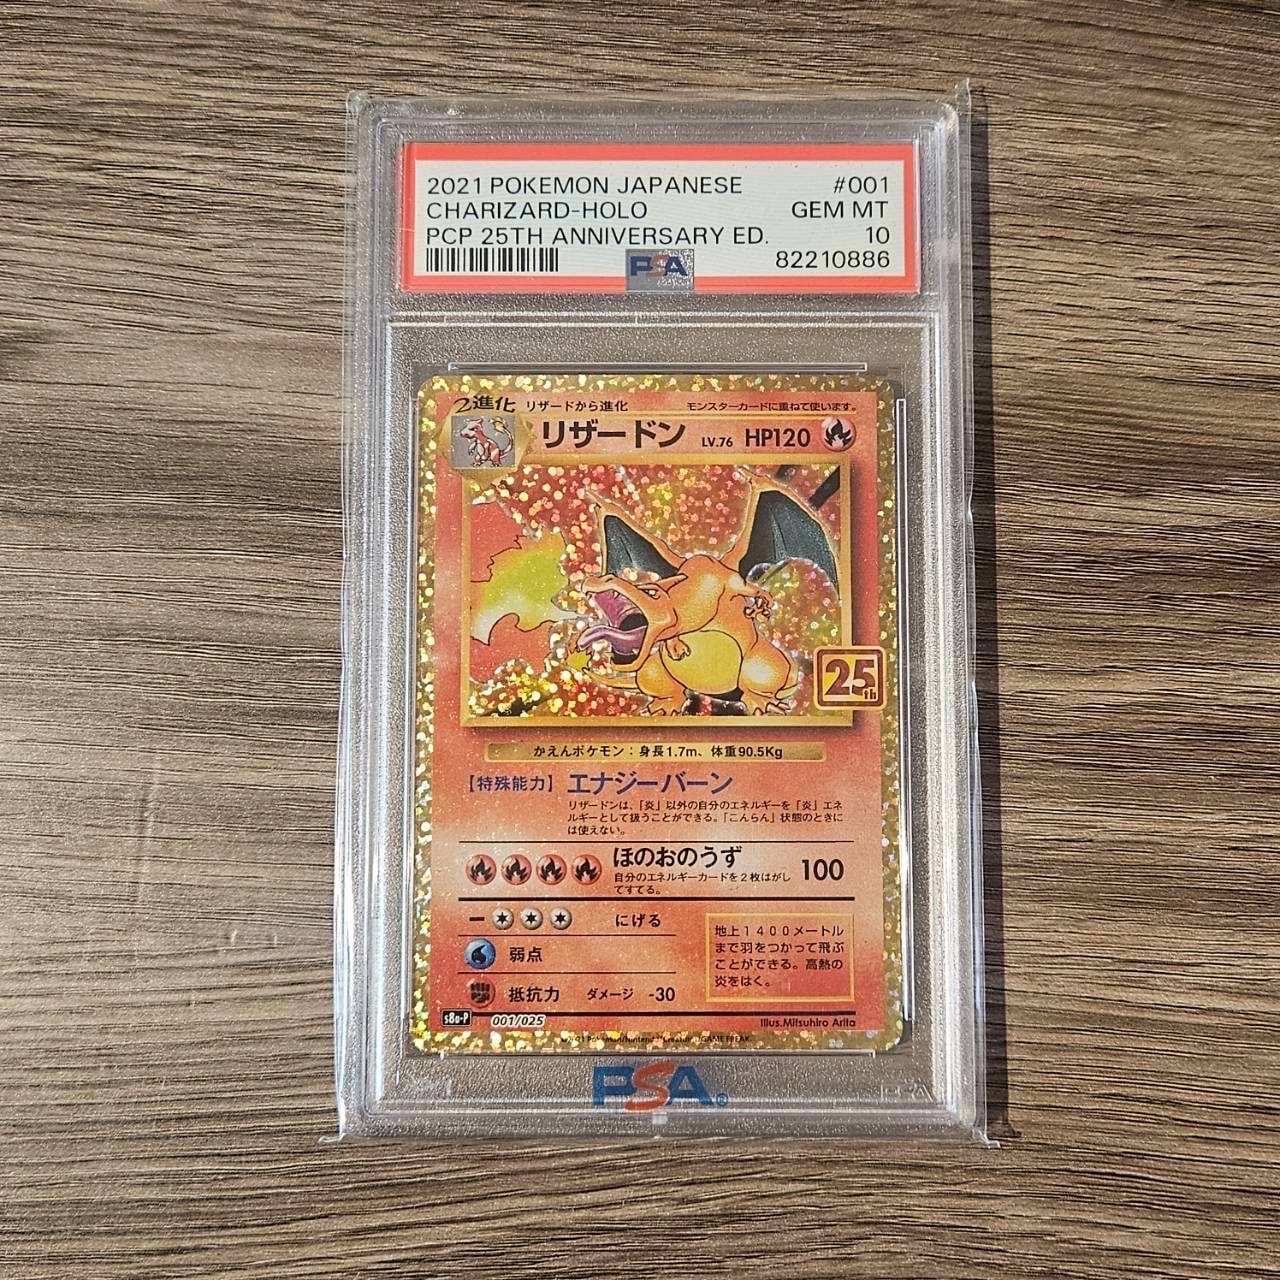 2021 POKEMON JAPANESE #001
CHARIZARD-HOLO GEM MT
PCP 25TH ANNIVERSARY ED. 10
PSA 82210886
2進化 リザードから進化 モンスターカードに重ねて使います。
リザードン LV.76 HP120
25th
かえんポケモン：身長1.7m、体重90.5Kg
【特殊能力】エナジーバーン
リザードンは、「炎」以外の自分のエネルギーを「炎」エネ
ルギーとして扱うことができる。「こんらん」状態のときに
は使えない。
ほのおのうず 100
自分のエネルギーカードを2枚はがし
てすてる。
ー にげる
弱点
抵抗力 ダメージ -30
地上1400メートル
まで羽をつかって飛ぶ
ことができる。高熱の
炎をはく。
s8a-P 001/025 Illus.Mitsuhiro Arita
GAME FREAK
PSA®